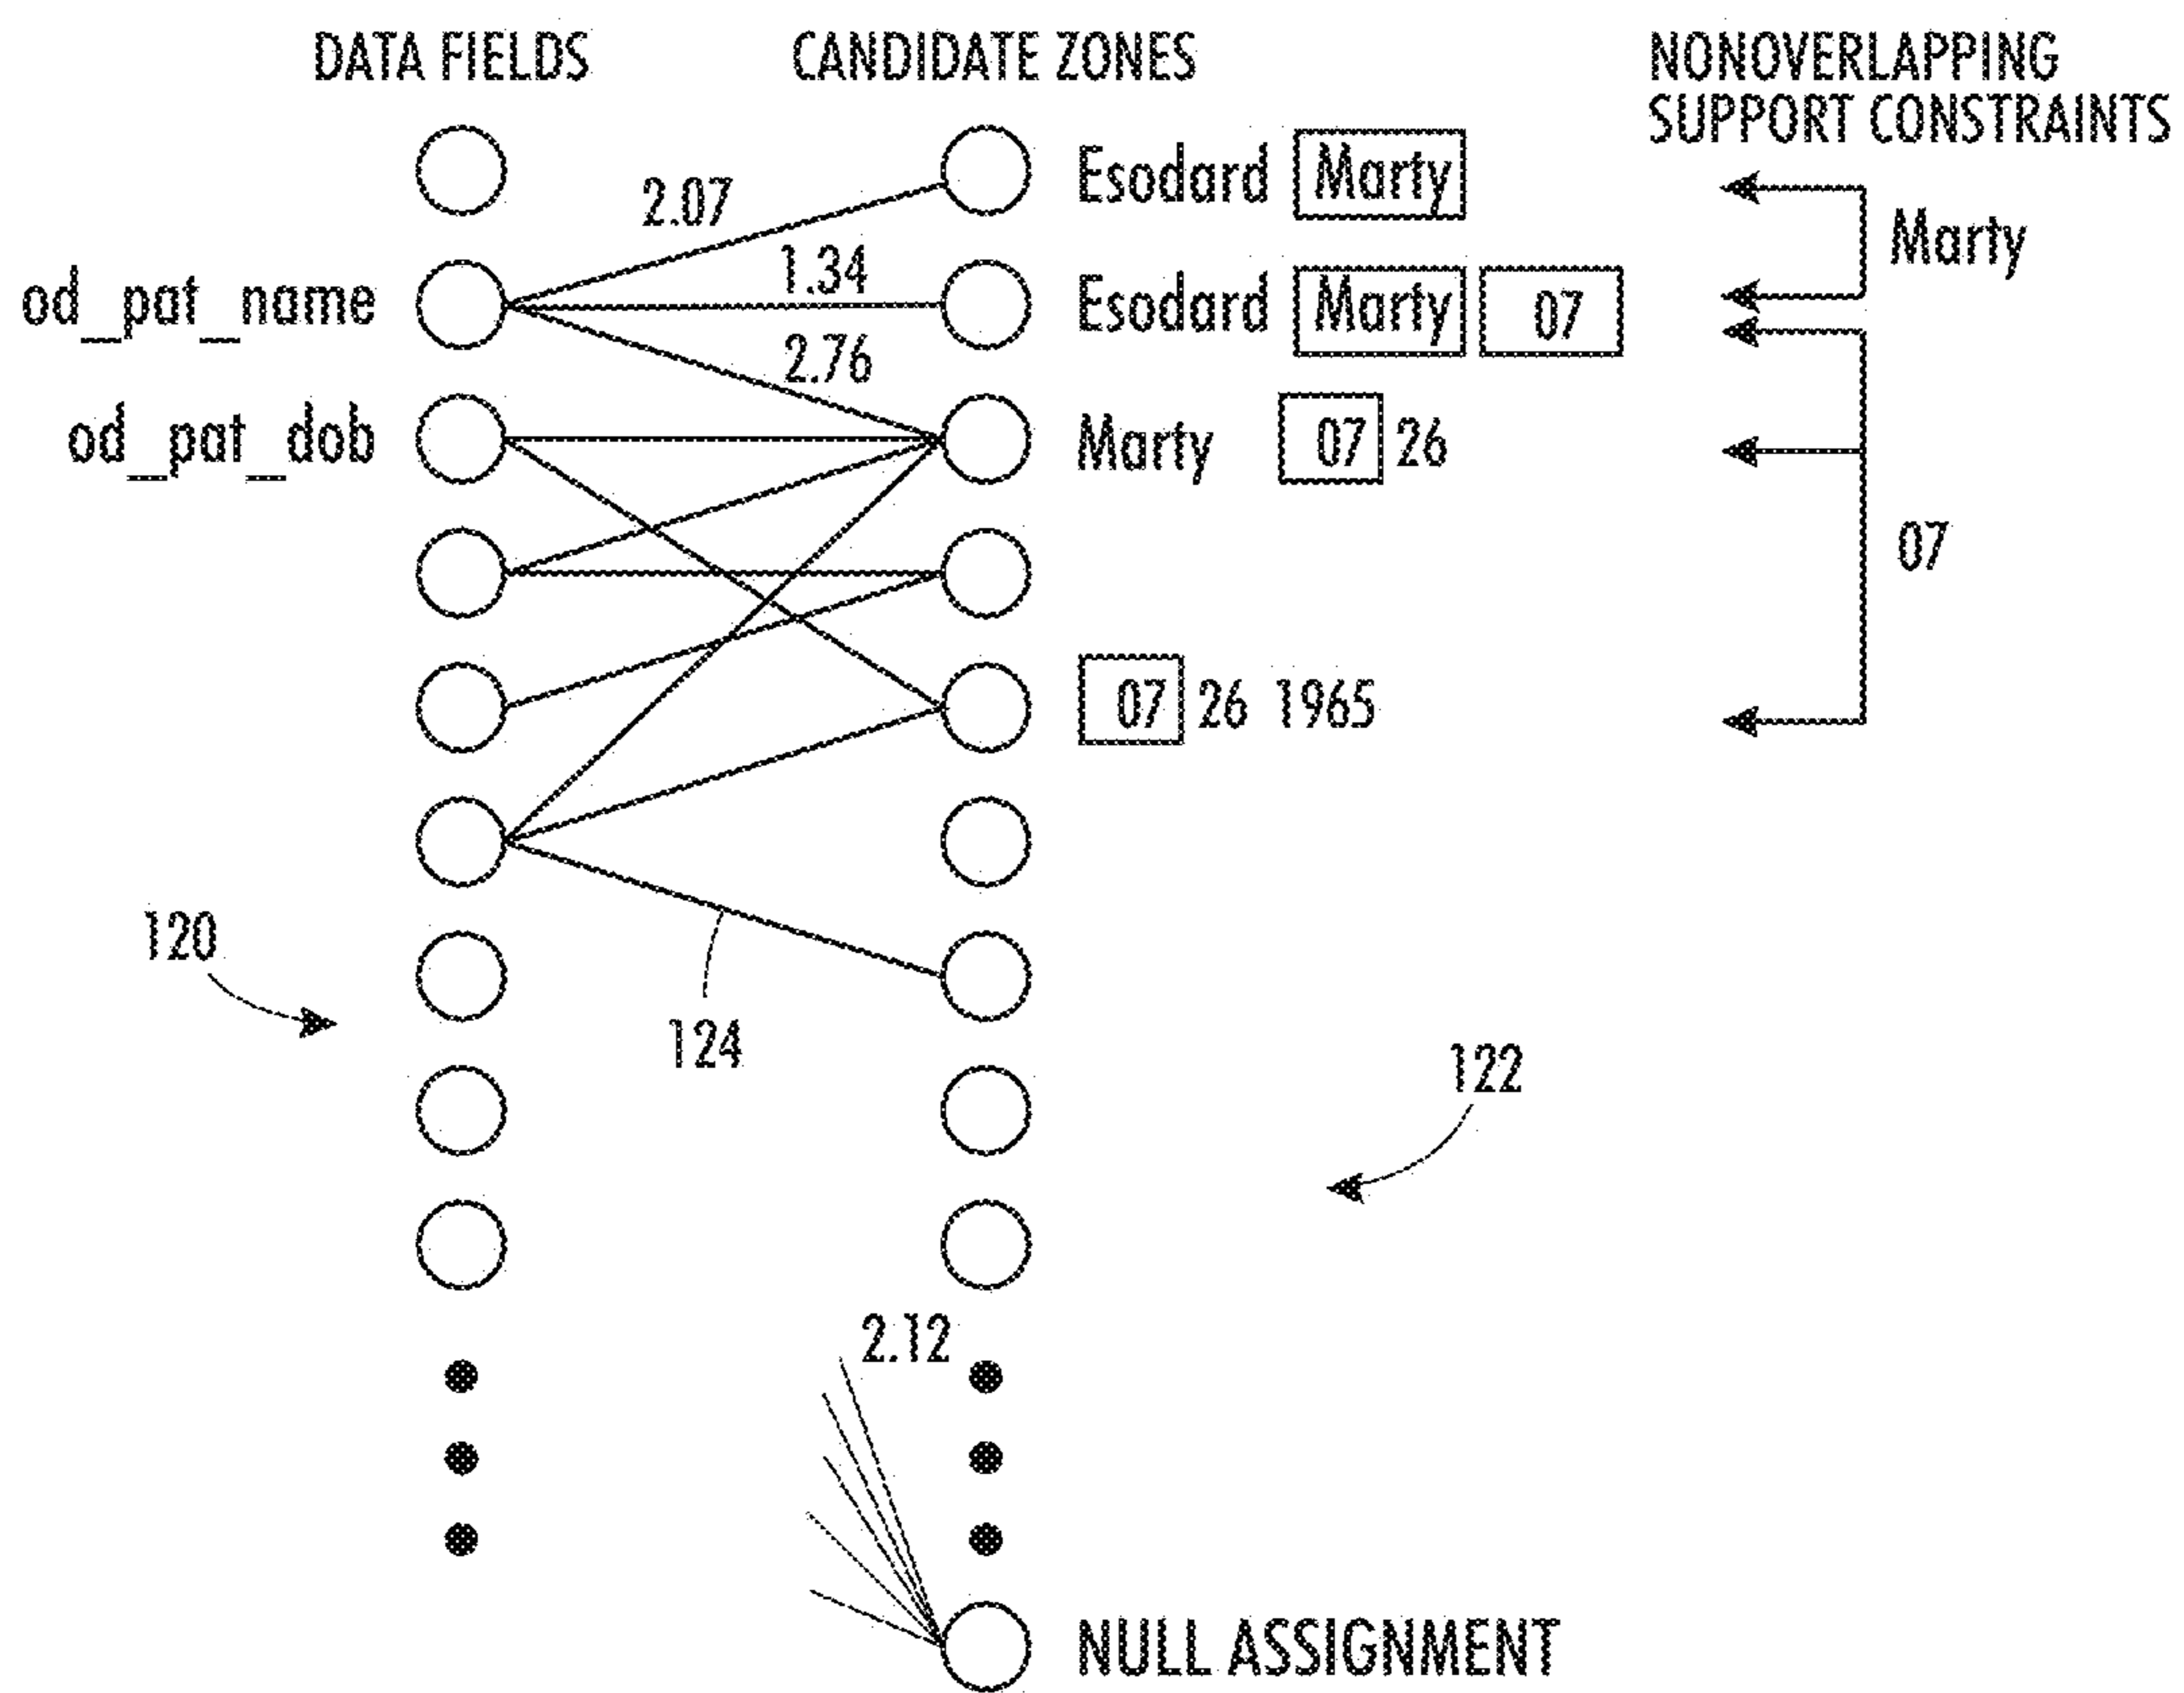 DATA FIELDS CANDIDATE ZONES NONOVERLAPPING
SUPPORT CONSTRAINTS
Esodard Marty
2.07
Marty
1.34
od_pat_name Esodard Marty 07
2.76
od_pat_dob Marty 07 26
07
07 26 1965
120
124
122
2.12
NULL ASSIGNMENT